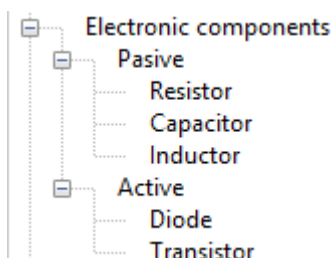 Electronic components
Pasive
Resistor
Capacitor
Inductor
Active
Diode
Transistor